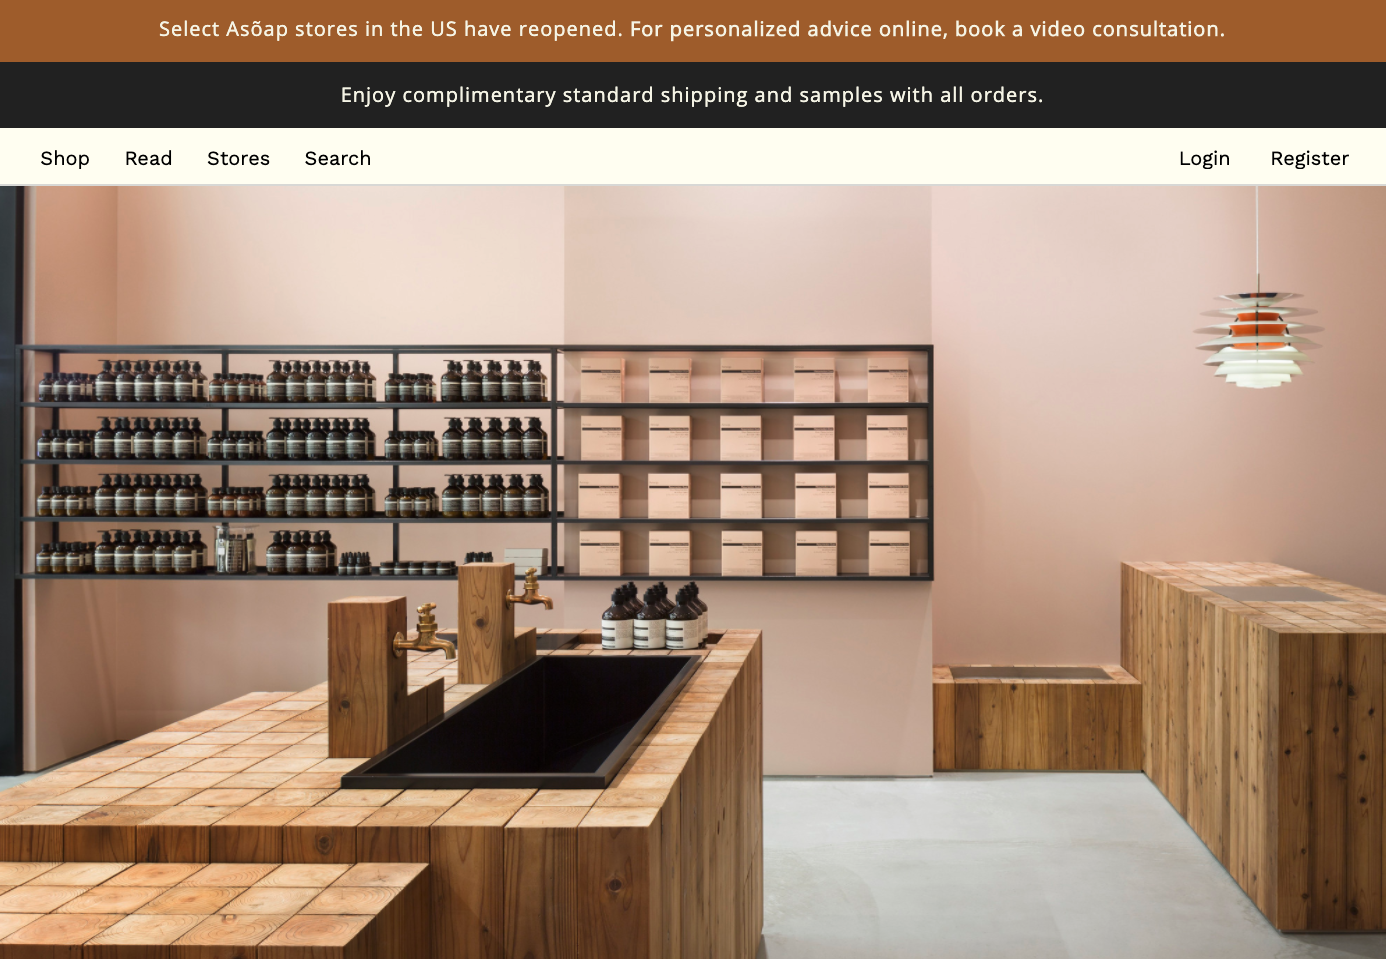 Select Asõap stores in the US have reopened. For personalized advice online, book a video consultation.
Enjoy complimentary standard shipping and samples with all orders.
Shop Read Stores Search Login Register